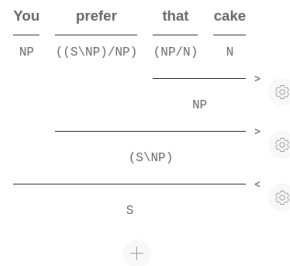 You prefer that cake
NP ((S\NP)/NP) (NP/N) N
>
NP
>
(S\NP)
<
S